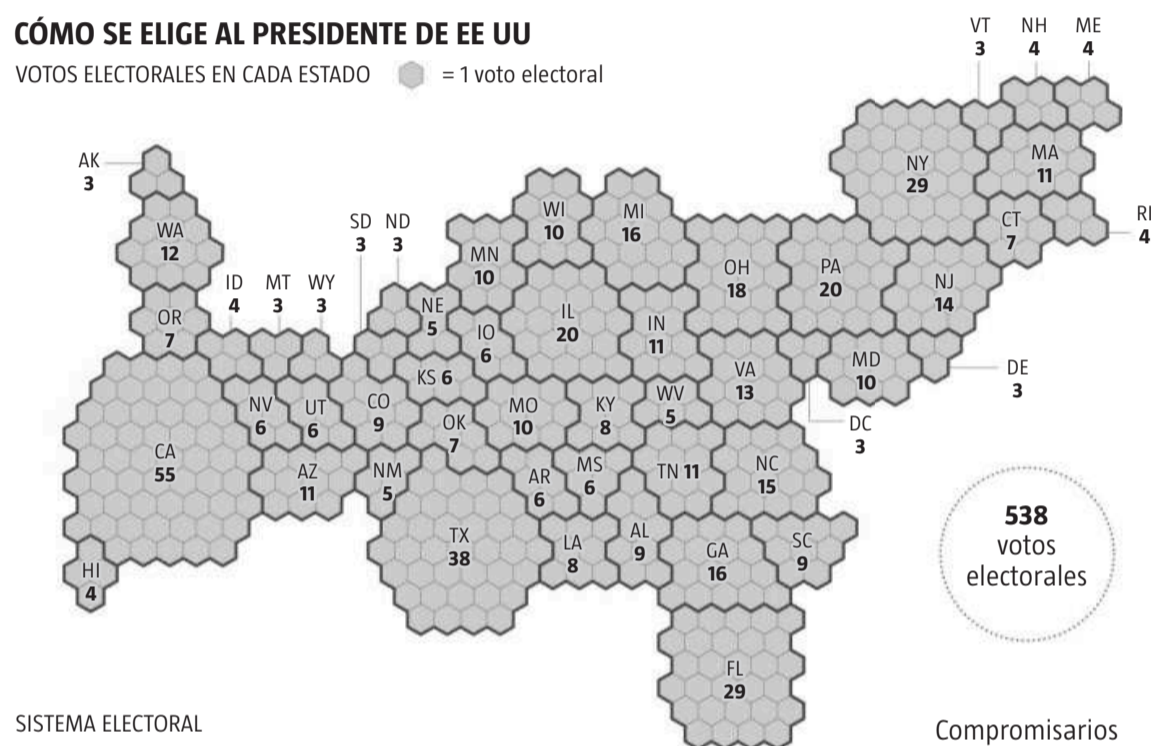 CÓMO SE ELIGE AL PRESIDENTE DE EE UU
VOTOS ELECTORALES EN CADA ESTADO = 1 voto electoral
VT
3
NH
4
ME
4
AK
3
WA
12
OR
7
ID
4
MT
3
WY
3
SD
3
ND
3
NE
5
MN
10
WI
10
MI
16
NY
29
MA
11
CT
7
RI
4
IO
6
IL
20
IN
11
OH
18
PA
20
NJ
14
KS 6
CA
55
NV
6
UT
6
CO
9
OK
7
MO
10
KY
8
WV
5
VA
13
MD
10
DE
3
DC
3
HI
4
AZ
11
NM
5
TX
38
AR
6
MS
6
TN 11
NC
15
LA
8
AL
9
GA
16
SC
9
FL
29
538
votos
electorales
SISTEMA ELECTORAL
Compromisarios